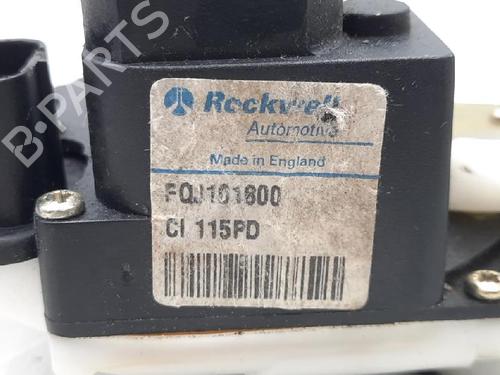 B-PARTS
Rockwell
Automotive
Made in England
FQJ101600
CI 115PD